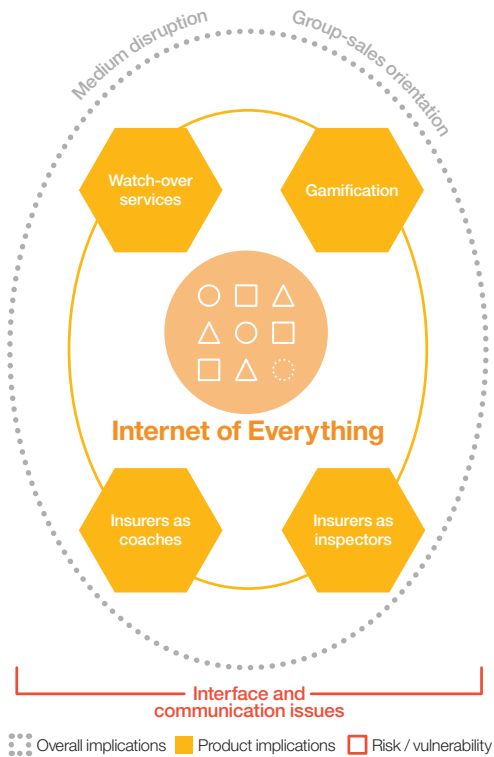 Medium disruption
Group-sales orientation
Watch-over
services
Gamification
Internet of Everything
Insurers as
coaches
Insurers as
inspectors
Interface and
communication issues
Overall implications
Product implications
Risk / vulnerability